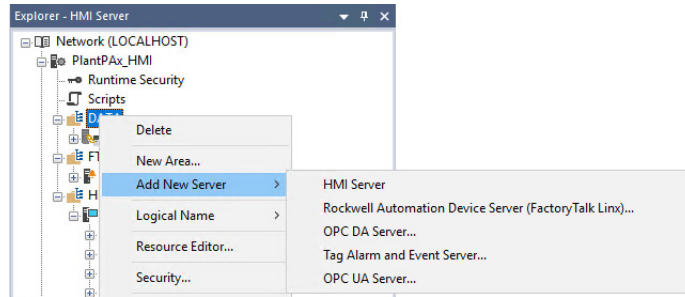 Explorer - HMI Server
Network (LOCALHOST)
PlantPAx_HMI
Runtime Security
Scripts
Delete
New Area...
Add New Server
Logical Name
Resource Editor...
Security...
HMI Server
Rockwell Automation Device Server (FactoryTalk Linx)...
OPC DA Server...
Tag Alarm and Event Server...
OPC UA Server...